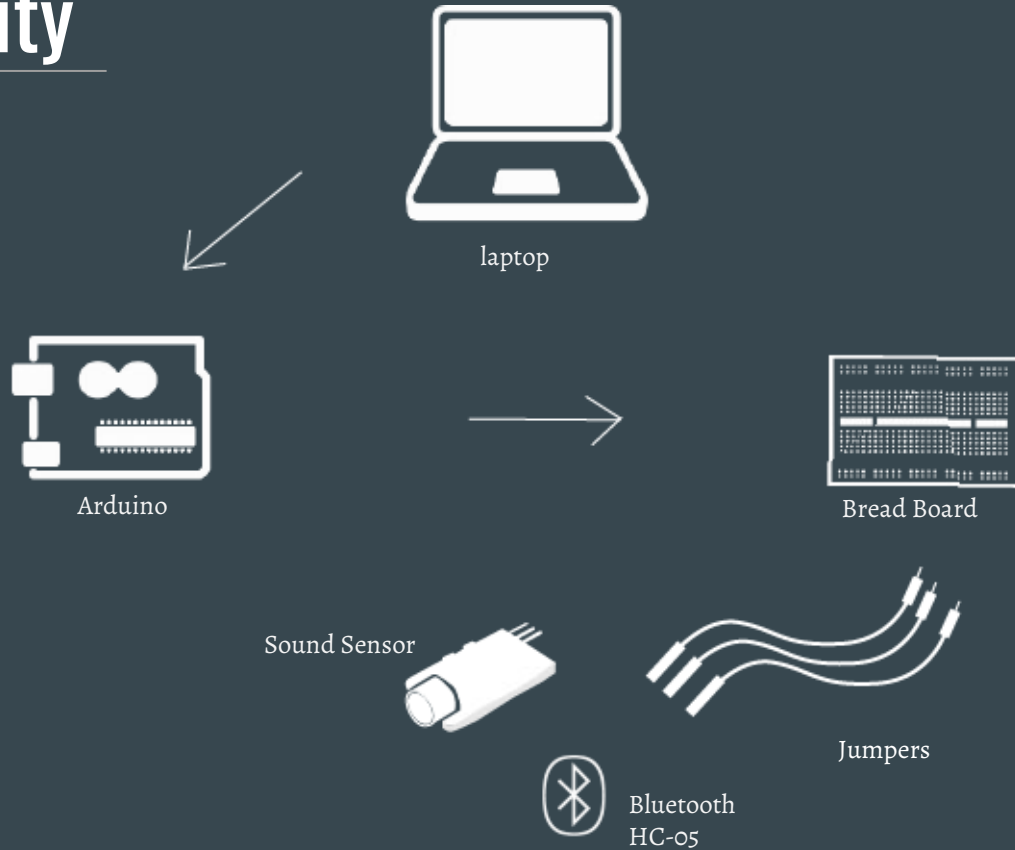 ity
laptop
Arduino
Bread Board
Sound Sensor
Jumpers
Bluetooth
HC-05